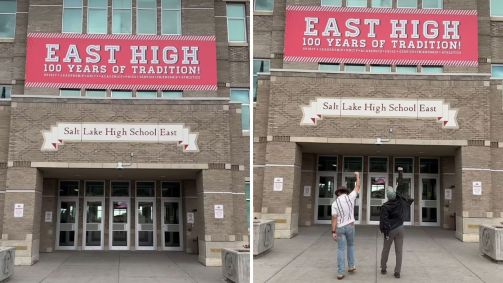 EAST HIGH
100 YEARS OF TRADITION!
Salt Lake High School East
EAST HIGH
100 YEARS OF TRADITION!
Salt Lake High School East